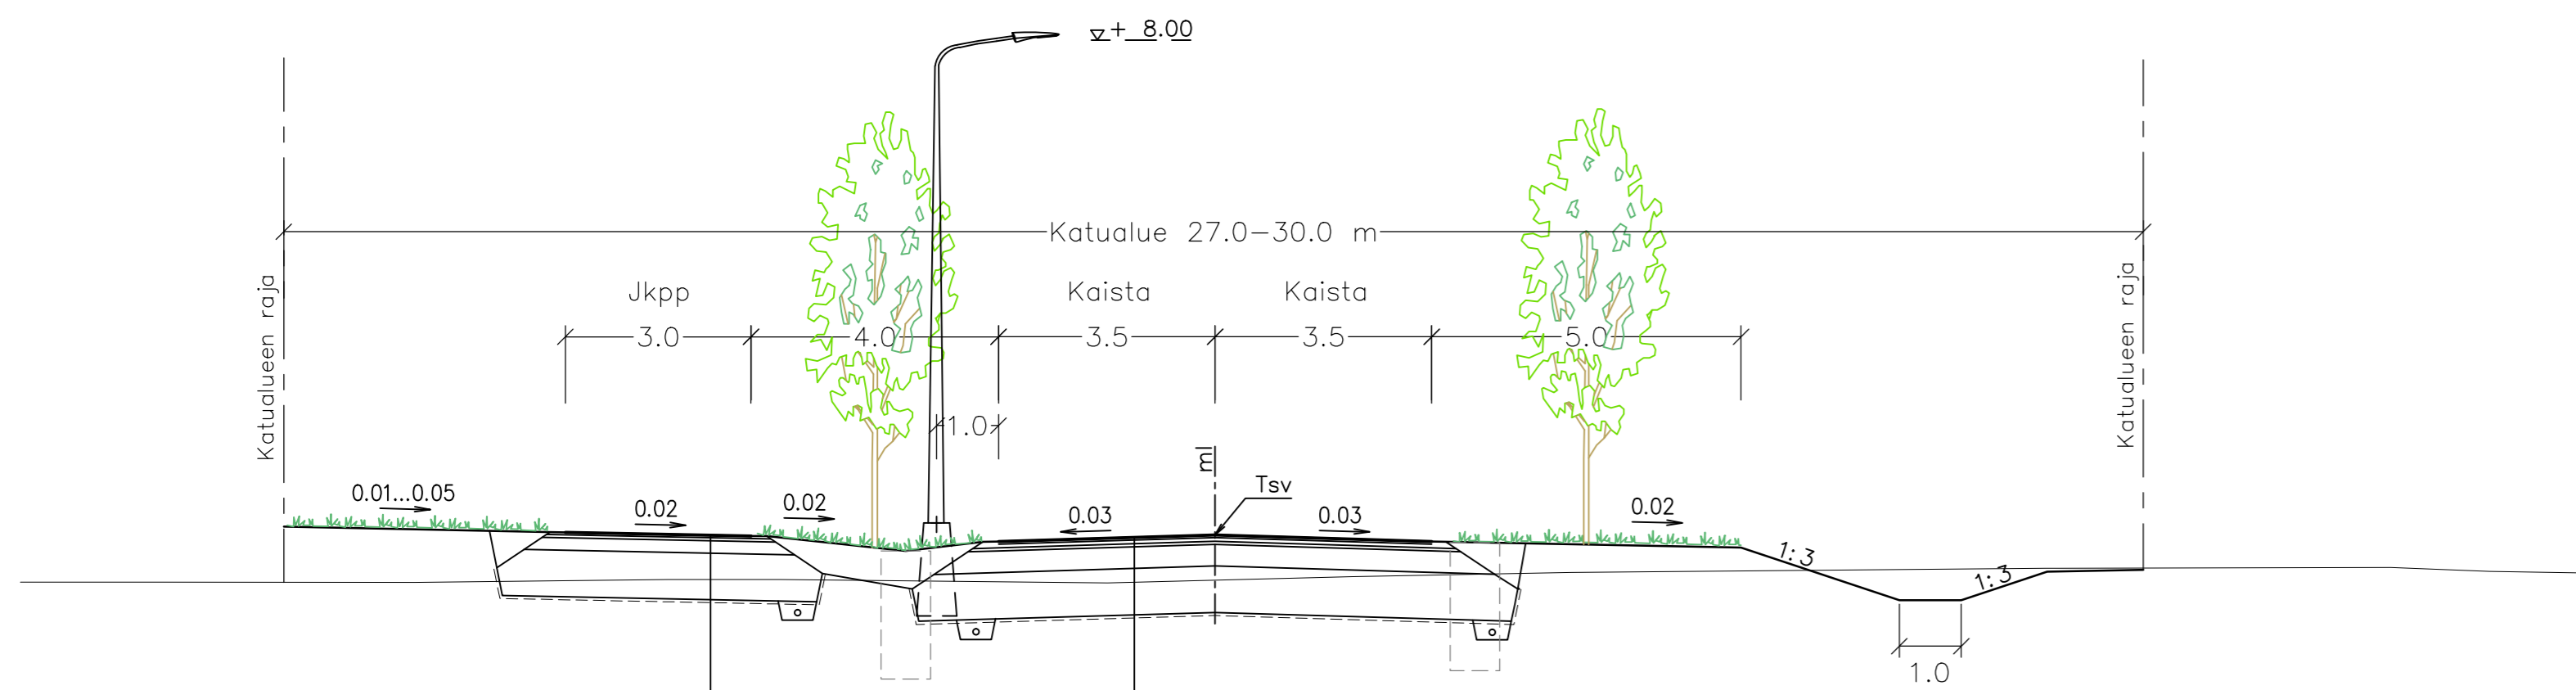 + 8.00
Katualue 27.0-30.0 m
Katualueen raja
Jkpp
Kaista
Kaista
Katualueen raja
3.0
4.0
3.5
3.5
5.0
1.0
ml
Tsv
0.01...0.05
0.02
0.02
0.03
0.03
0.02
1:3
1:3
1.0